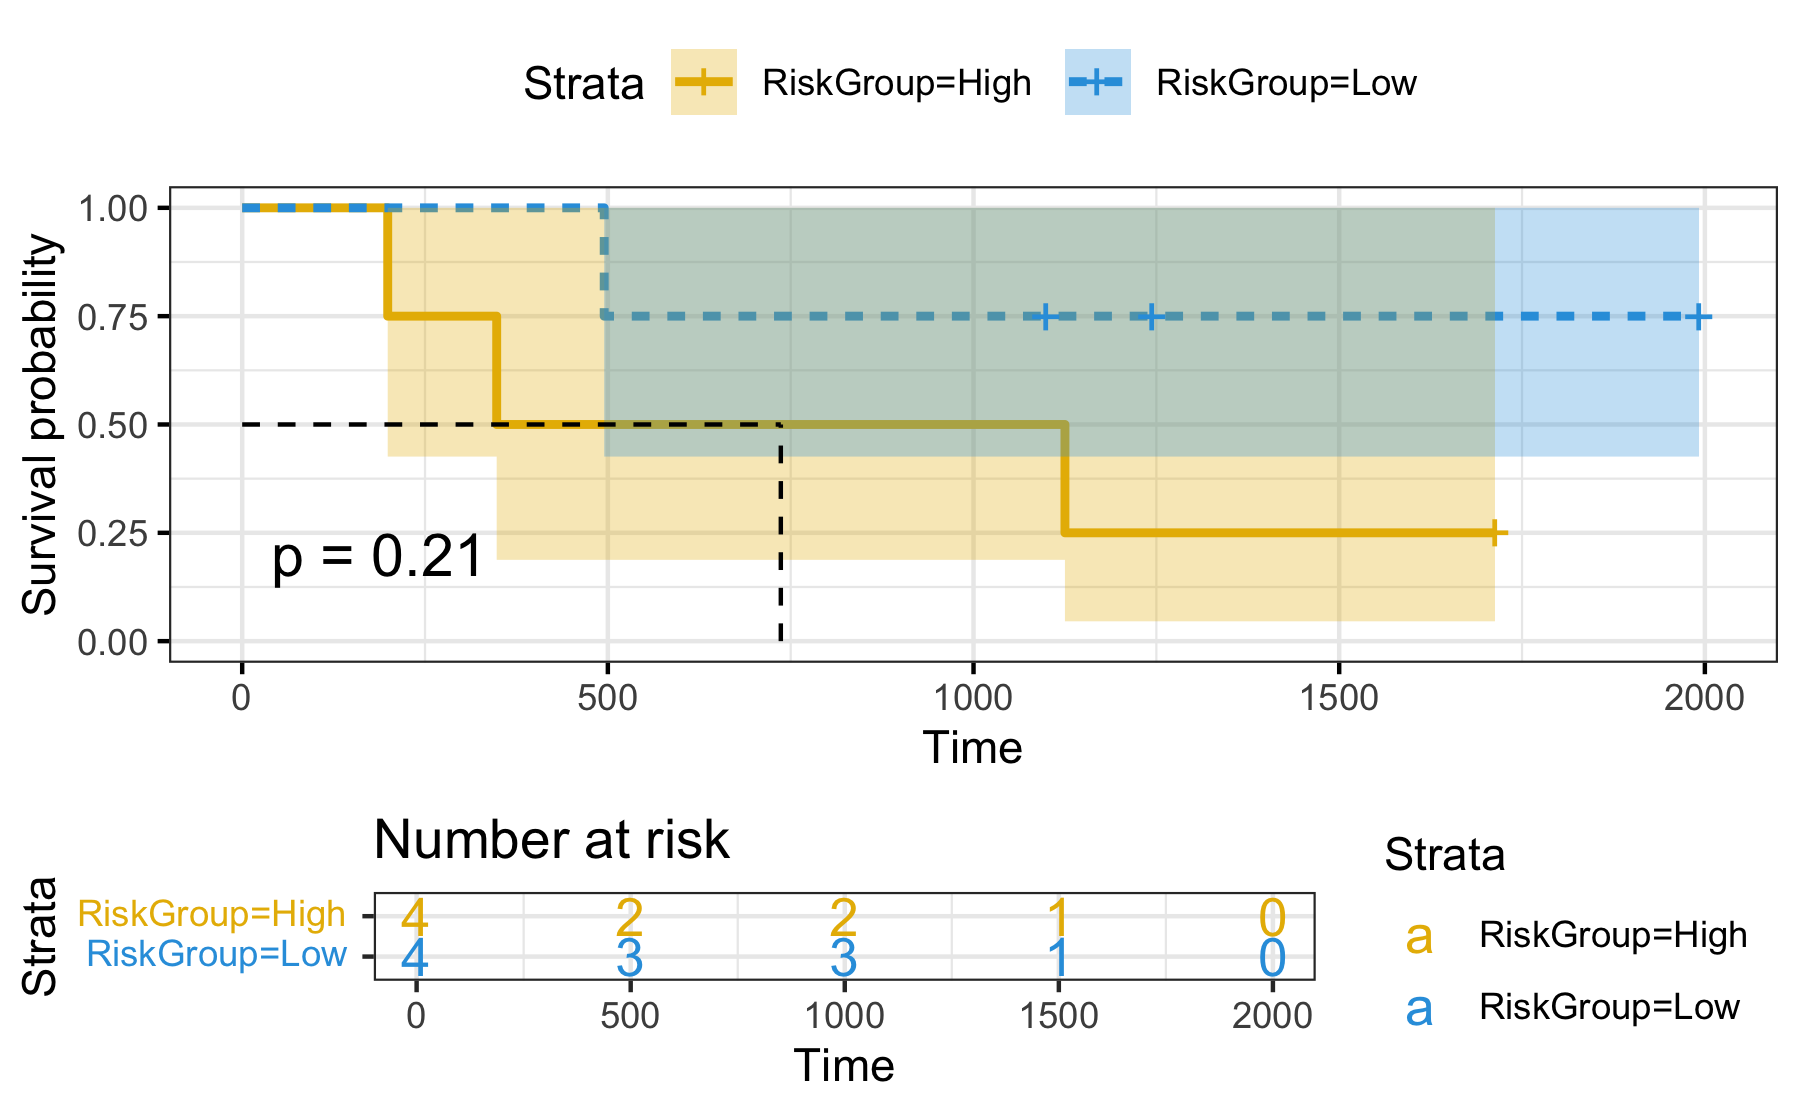 Strata RiskGroup=High RiskGroup=Low
Survival probability
1.00
0.75
0.50
0.25
0.00
p = 0.21
0 500 1000 1500 2000
Time
Number at risk
Strata
RiskGroup=High 4 2 2 1 0
RiskGroup=Low 4 3 3 1 0
0 500 1000 1500 2000
Time
Strata
a RiskGroup=High
a RiskGroup=Low